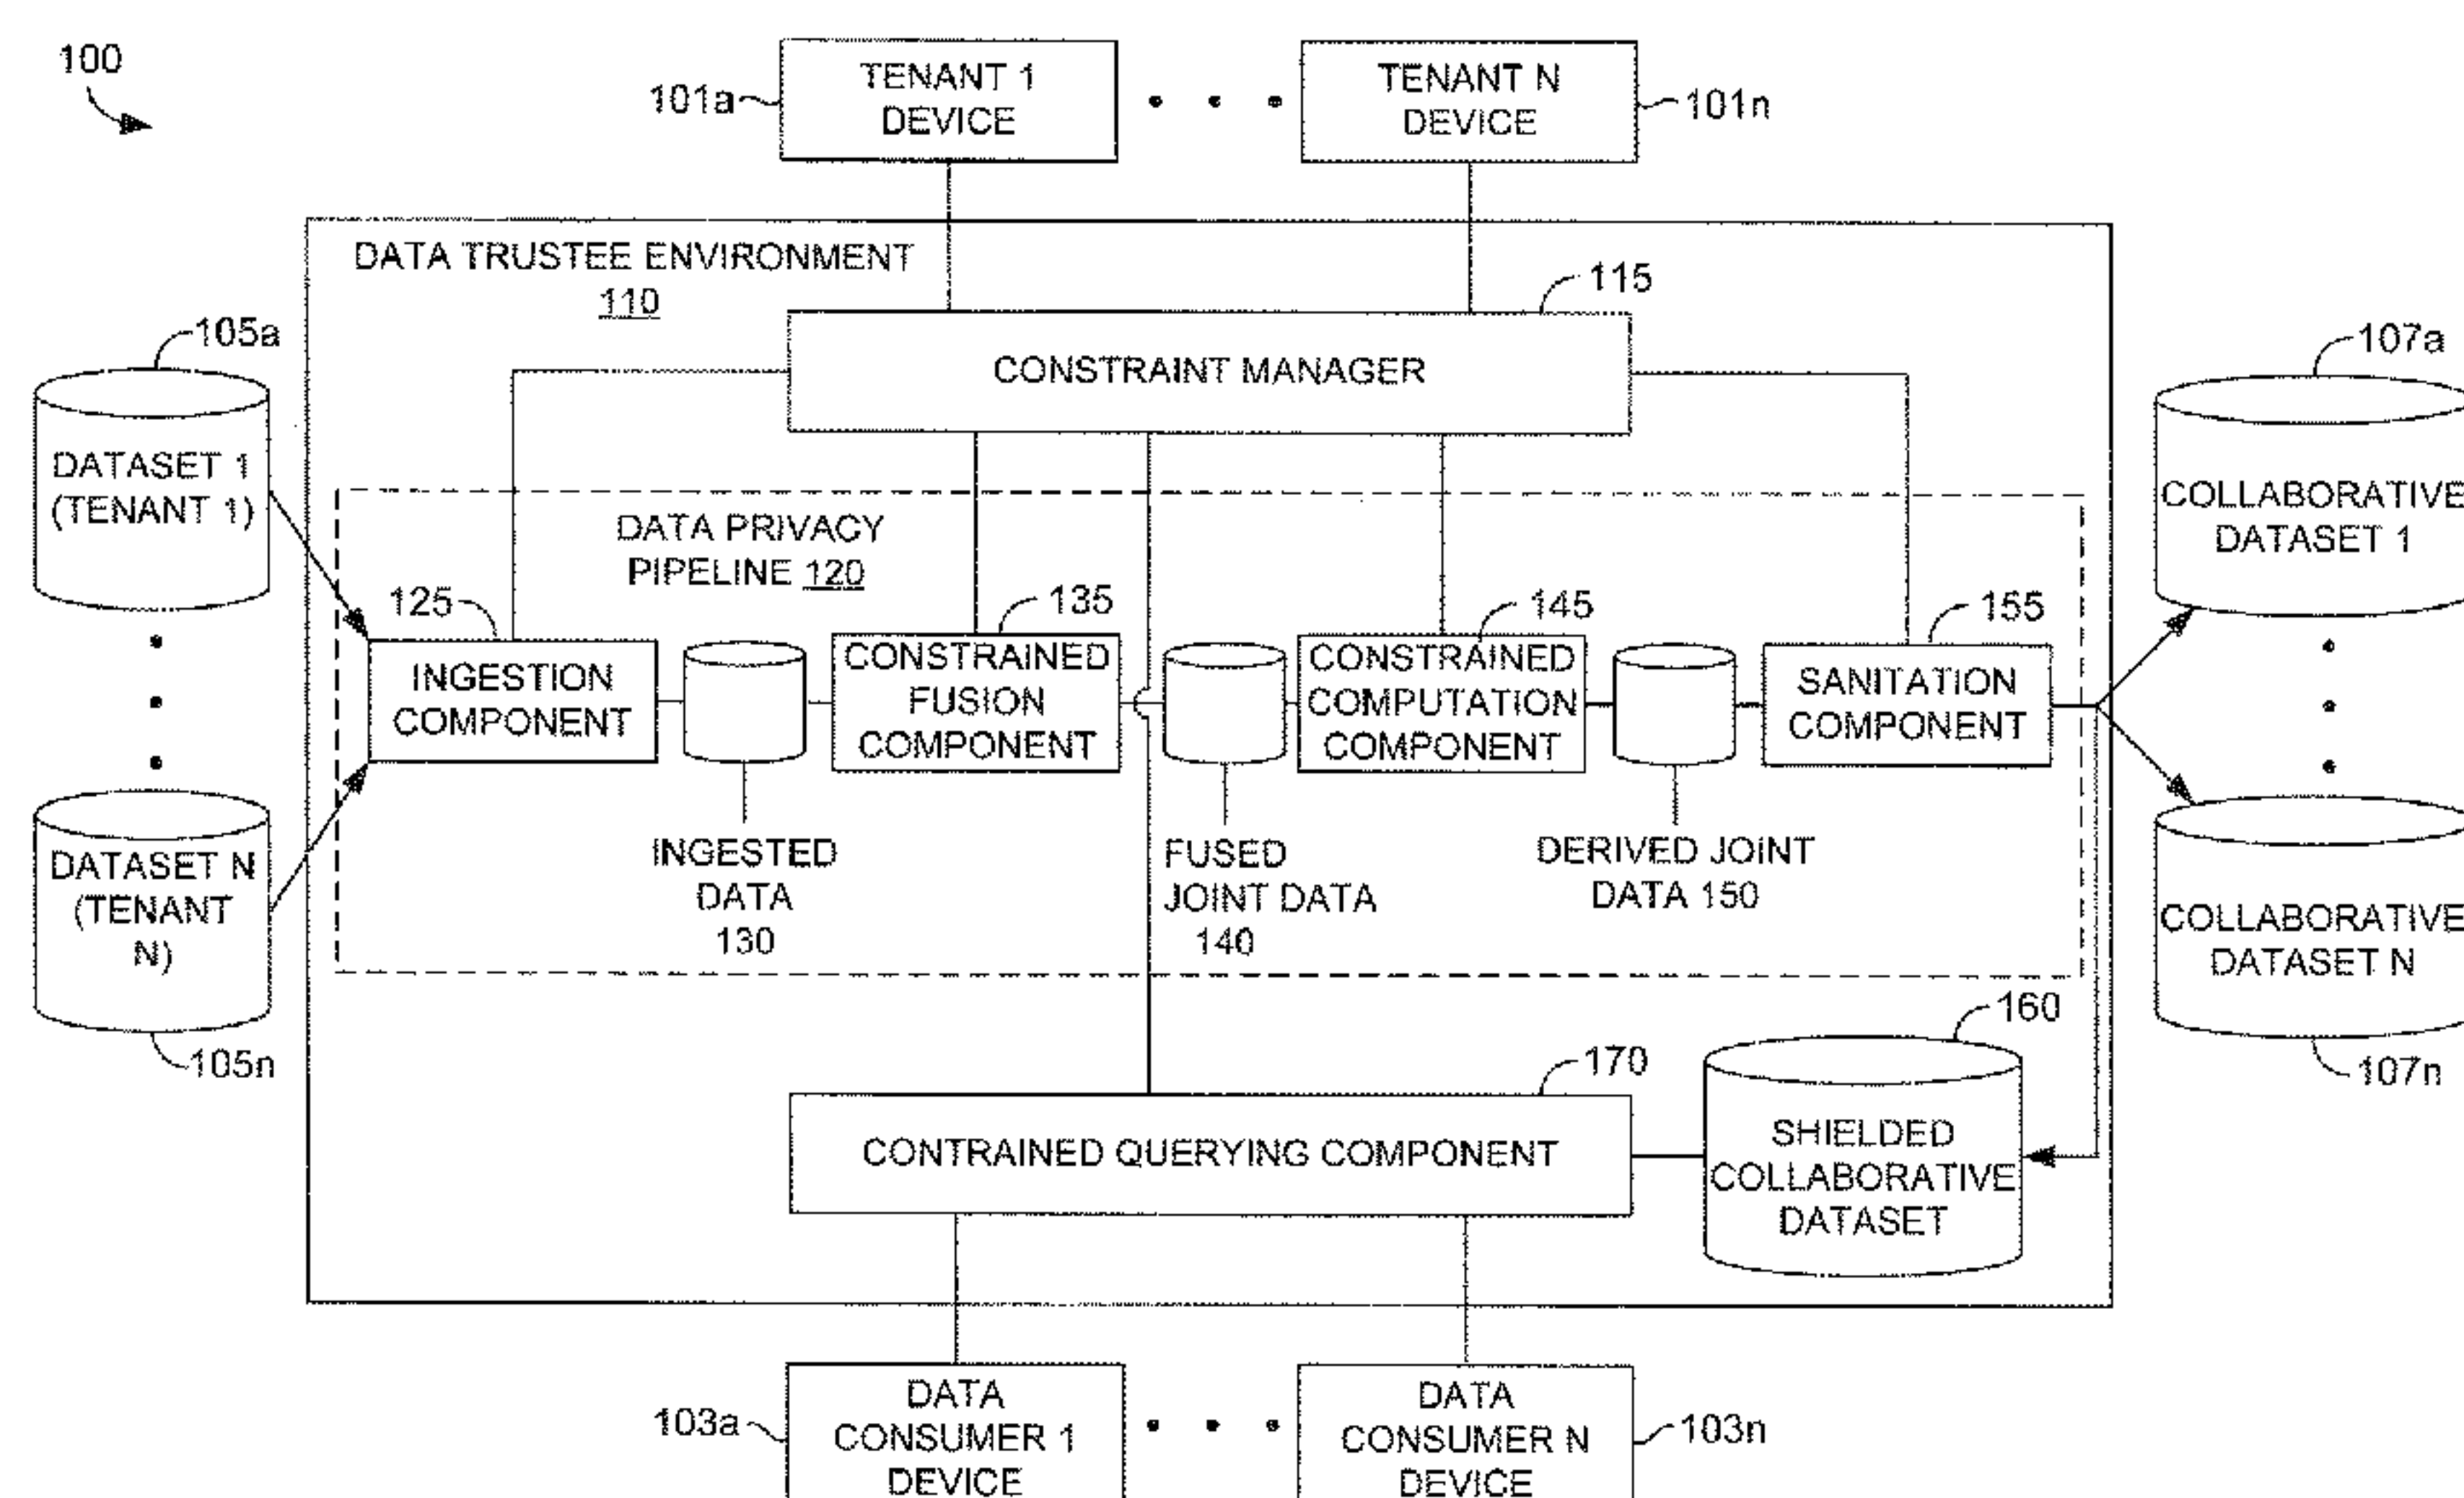 100
101a
TENANT 1
DEVICE
TENANT N
DEVICE
101n
DATA TRUSTEE ENVIRONMENT
110
115
CONSTRAINT MANAGER
105a
DATASET 1
(TENANT 1)
107a
COLLABORATIVE
DATASET 1
DATA PRIVACY
PIPELINE 120
125
INGESTION
COMPONENT
135
CONSTRAINED
FUSION
COMPONENT
145
CONSTRAINED
COMPUTATION
COMPONENT
155
SANITATION
COMPONENT
INGESTED
DATA
130
FUSED
JOINT DATA
140
DERIVED JOINT
DATA 150
DATASET N
(TENANT
N)
105n
COLLABORATIVE
DATASET N
107n
160
SHIELDED
COLLABORATIVE
DATASET
170
CONTRAINED QUERYING COMPONENT
103a
DATA
CONSUMER 1
DEVICE
DATA
CONSUMER N
DEVICE
103n